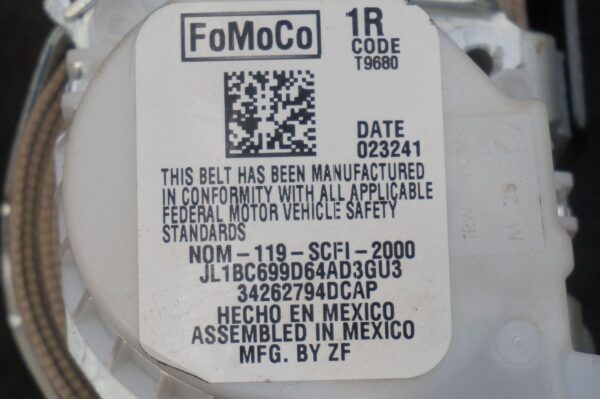 FoMoCo
1R
CODE
T9680
DATE
023241
THIS BELT HAS BEEN MANUFACTURED
IN CONFORMITY WITH ALL APPLICABLE
FEDERAL MOTOR VEHICLE SAFETY
STANDARDS
NOM-119-SCFI-2000
JL1BC699D64AD3GU3
34262794DCAP
HECHO EN MEXICO
ASSEMBLED IN MEXICO
MFG. BY ZF
TRW